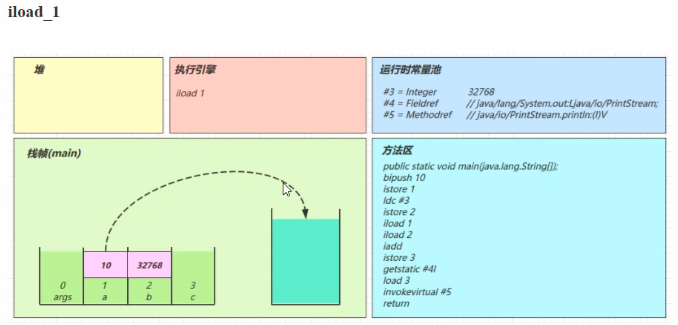 iload_1
堆
执行引擎
iload 1
运行时常量池
#3 = Integer 32768
#4 = Fieldref // java/lang/System.out:Ljava/io/PrintStream;
#5 = Methodref // java/io/PrintStream.println:(I)V
栈帧(main)
10 32768
0 1 2 3
args a b c
方法区
public static void main(java.lang.String[]);
bipush 10
istore 1
ldc #3
istore 2
iload 1
iload 2
iadd
istore 3
getstatic #4I
load 3
invokevirtual #5
return